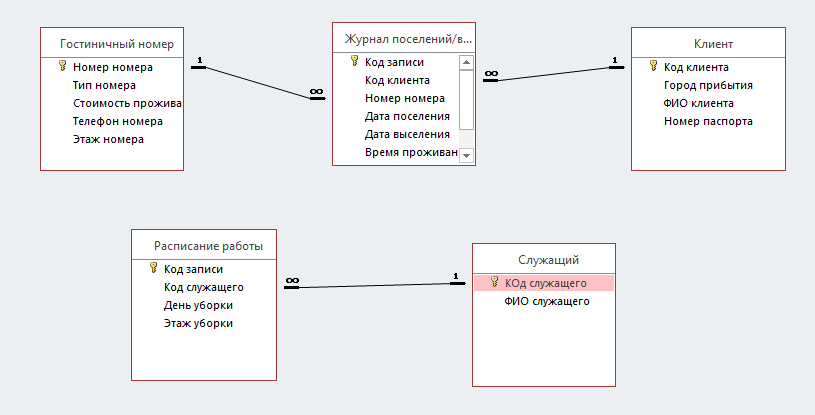 Гостиничный номер
Номер номера
Тип номера
Стоимость прожива
Телефон номера
Этаж номера
1
∞
Журнал поселений/в...
Код записи
Код клиента
Номер номера
Дата поселения
Дата выселения
Время проживан
∞
1
Клиент
Код клиента
Город прибытия
ФИО клиента
Номер паспорта
Расписание работы
Код записи
Код служащего
День уборки
Этаж уборки
∞
1
Служащий
КОд служащего
ФИО служащего